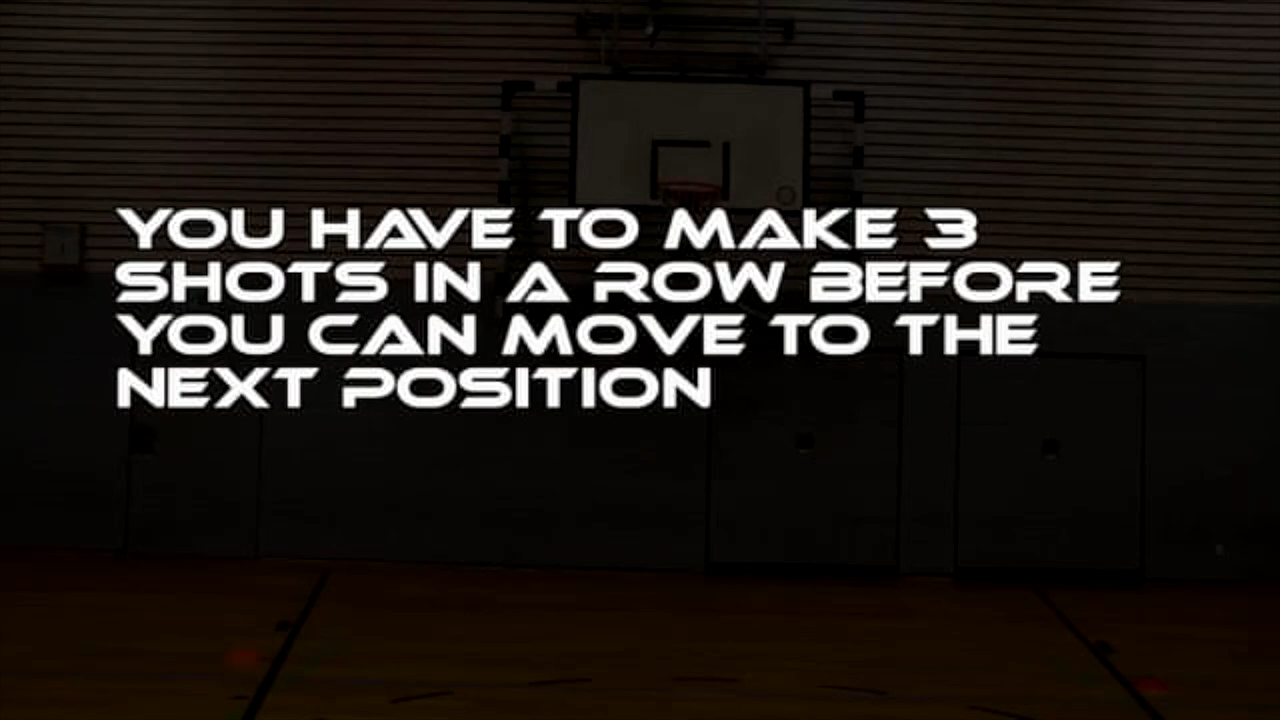 YOU HAVE TO MAKE 3
SHOTS IN A ROW BEFORE
YOU CAN MOVE TO THE
NEXT POSITION